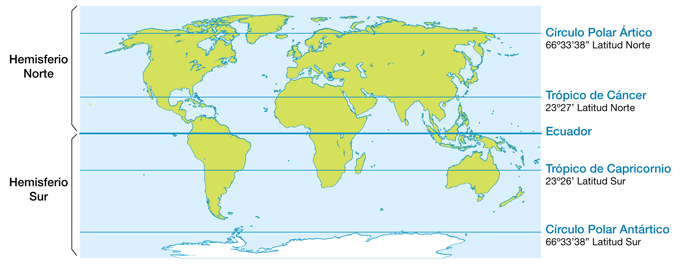 Hemisferio
Norte
Hemisferio
Sur
Círculo Polar Ártico
66º33'38" Latitud Norte
Trópico de Cáncer
23º27' Latitud Norte
Ecuador
Trópico de Capricornio
23º26' Latitud Sur
Círculo Polar Antártico
66º33'38" Latitud Sur